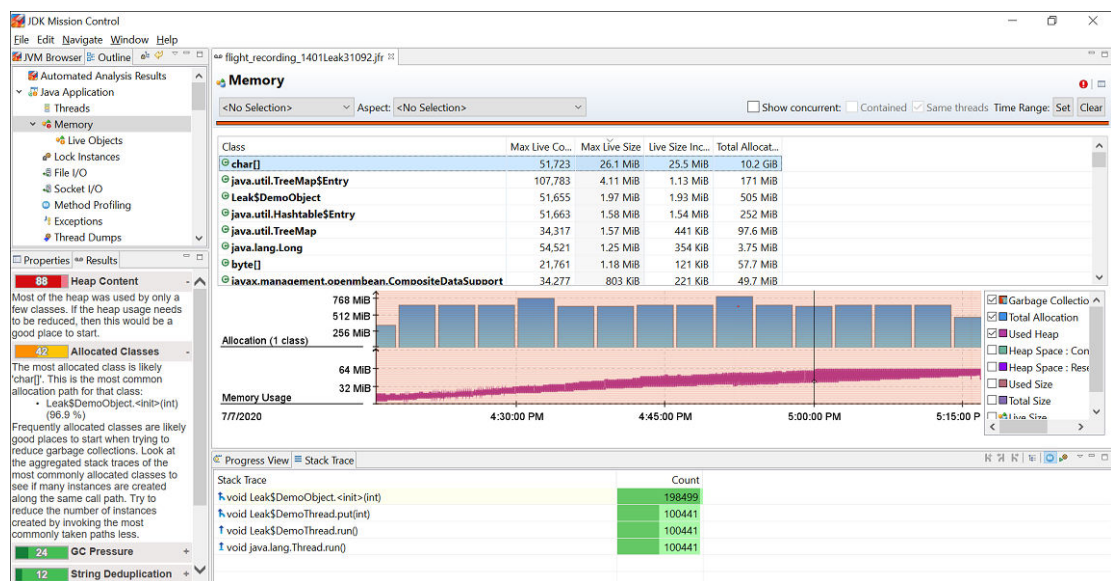 JDK Mission Control
File Edit Navigate Window Help
JVM Browser Outline
Automated Analysis Results
Java Application
Threads
Memory
Live Objects
Lock Instances
File I/O
Socket I/O
Method Profiling
Exceptions
Thread Dumps
Properties Results
88 Heap Content -
Most of the heap was used by only a
few classes. If the heap usage needs
to be reduced, then this would be a
good place to start.
42 Allocated Classes -
The most allocated class is likely
'char[]'. This is the most common
allocation path for that class:
• Leak$DemoObject.<init>(int)
(96.9 %)
Frequently allocated classes are likely
good places to start when trying to
reduce garbage collections. Look at
the aggregated stack traces of the
most commonly allocated classes to
see if many instances are created
along the same call path. Try to
reduce the number of instances
created by invoking the most
commonly taken paths less.
24 GC Pressure +
12 String Deduplication +
flight_recording_1401Leak31092.jfr
Memory
<No Selection> Aspect: <No Selection> Show concurrent: Contained Same threads Time Range: Set Clear
Class Max Live Co... Max Live Size Live Size Inc... Total Allocat...
char[] 51,723 26.1 MiB 25.5 MiB 10.2 GiB
java.util.TreeMap$Entry 107,783 4.11 MiB 1.13 MiB 171 MiB
Leak$DemoObject 51,655 1.97 MiB 1.93 MiB 505 MiB
java.util.Hashtable$Entry 51,663 1.58 MiB 1.54 MiB 252 MiB
java.util.TreeMap 34,317 1.57 MiB 441 KiB 97.6 MiB
java.lang.Long 54,521 1.25 MiB 354 KiB 3.75 MiB
byte[] 21,761 1.18 MiB 121 KiB 57.7 MiB
javax.management.openmbean.CompositeDataSupport 34,277 803 KiB 221 KiB 49.7 MiB
768 MiB
512 MiB
256 MiB
Allocation (1 class)
64 MiB
32 MiB
Memory Usage
7/7/2020 4:30:00 PM 4:45:00 PM 5:00:00 PM 5:15:00 P
Garbage Collectio
Total Allocation
Used Heap
Heap Space : Con
Heap Space : Rese
Used Size
Total Size
Live Size
Progress View Stack Trace
Stack Trace Count
void Leak$DemoObject.<init>(int) 198499
void Leak$DemoThread.put(int) 100441
void Leak$DemoThread.run() 100441
void java.lang.Thread.run() 100441